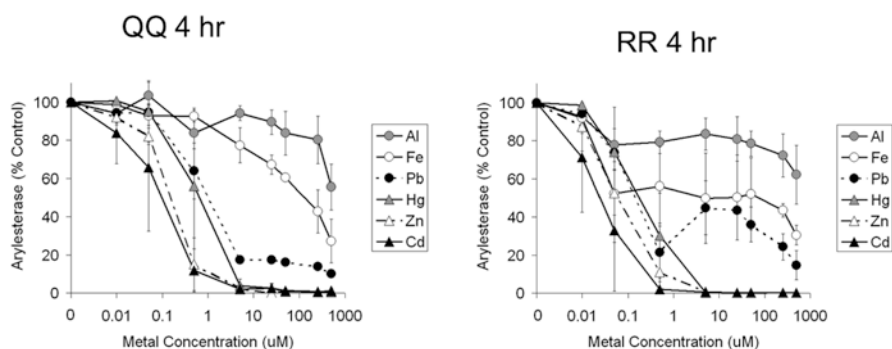 QQ 4 hr
Arylesterase (% Control)
100
80
60
40
20
0
0 0.01 0.1 1 10 100 1000
Metal Concentration (uM)
Al
Fe
Pb
Hg
Zn
Cd
RR 4 hr
Arylesterase (% Control)
100
80
60
40
20
0
0 0.01 0.1 1 10 100 1000
Metal Concentration (uM)
Al
Fe
Pb
Hg
Zn
Cd